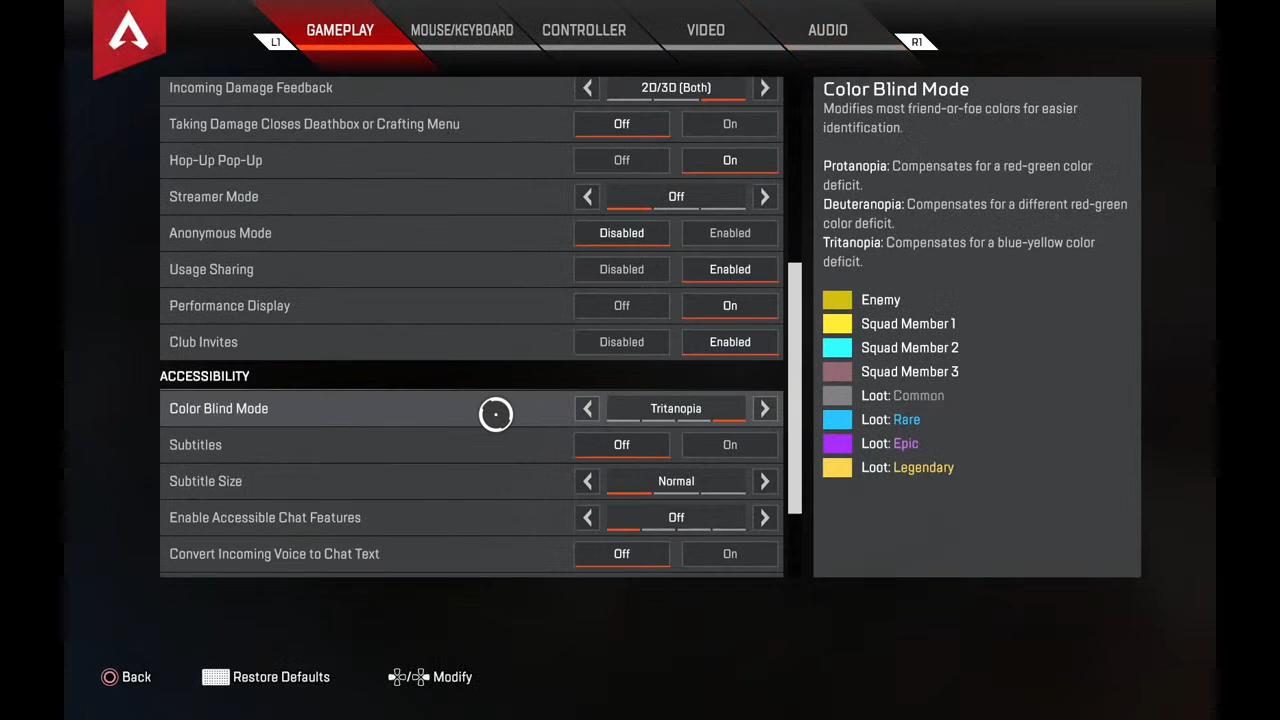 GAMEPLAY MOUSE/KEYBOARD CONTROLLER VIDEO AUDIO
L1 R1
Incoming Damage Feedback 2D/3D (Both)
Taking Damage Closes Deathbox or Crafting Menu Off On
Hop-Up Pop-Up Off On
Streamer Mode Off
Anonymous Mode Disabled Enabled
Usage Sharing Disabled Enabled
Performance Display Off On
Club Invites Disabled Enabled
ACCESSIBILITY
Color Blind Mode Tritanopia
Subtitles Off On
Subtitle Size Normal
Enable Accessible Chat Features Off
Convert Incoming Voice to Chat Text Off On
Color Blind Mode
Modifies most friend-or-foe colors for easier
identification.
Protanopia: Compensates for a red-green color
deficit.
Deuteranopia: Compensates for a different red-green
color deficit.
Tritanopia: Compensates for a blue-yellow color
deficit.
Enemy
Squad Member 1
Squad Member 2
Squad Member 3
Loot: Common
Loot: Rare
Loot: Epic
Loot: Legendary
Back Restore Defaults / Modify